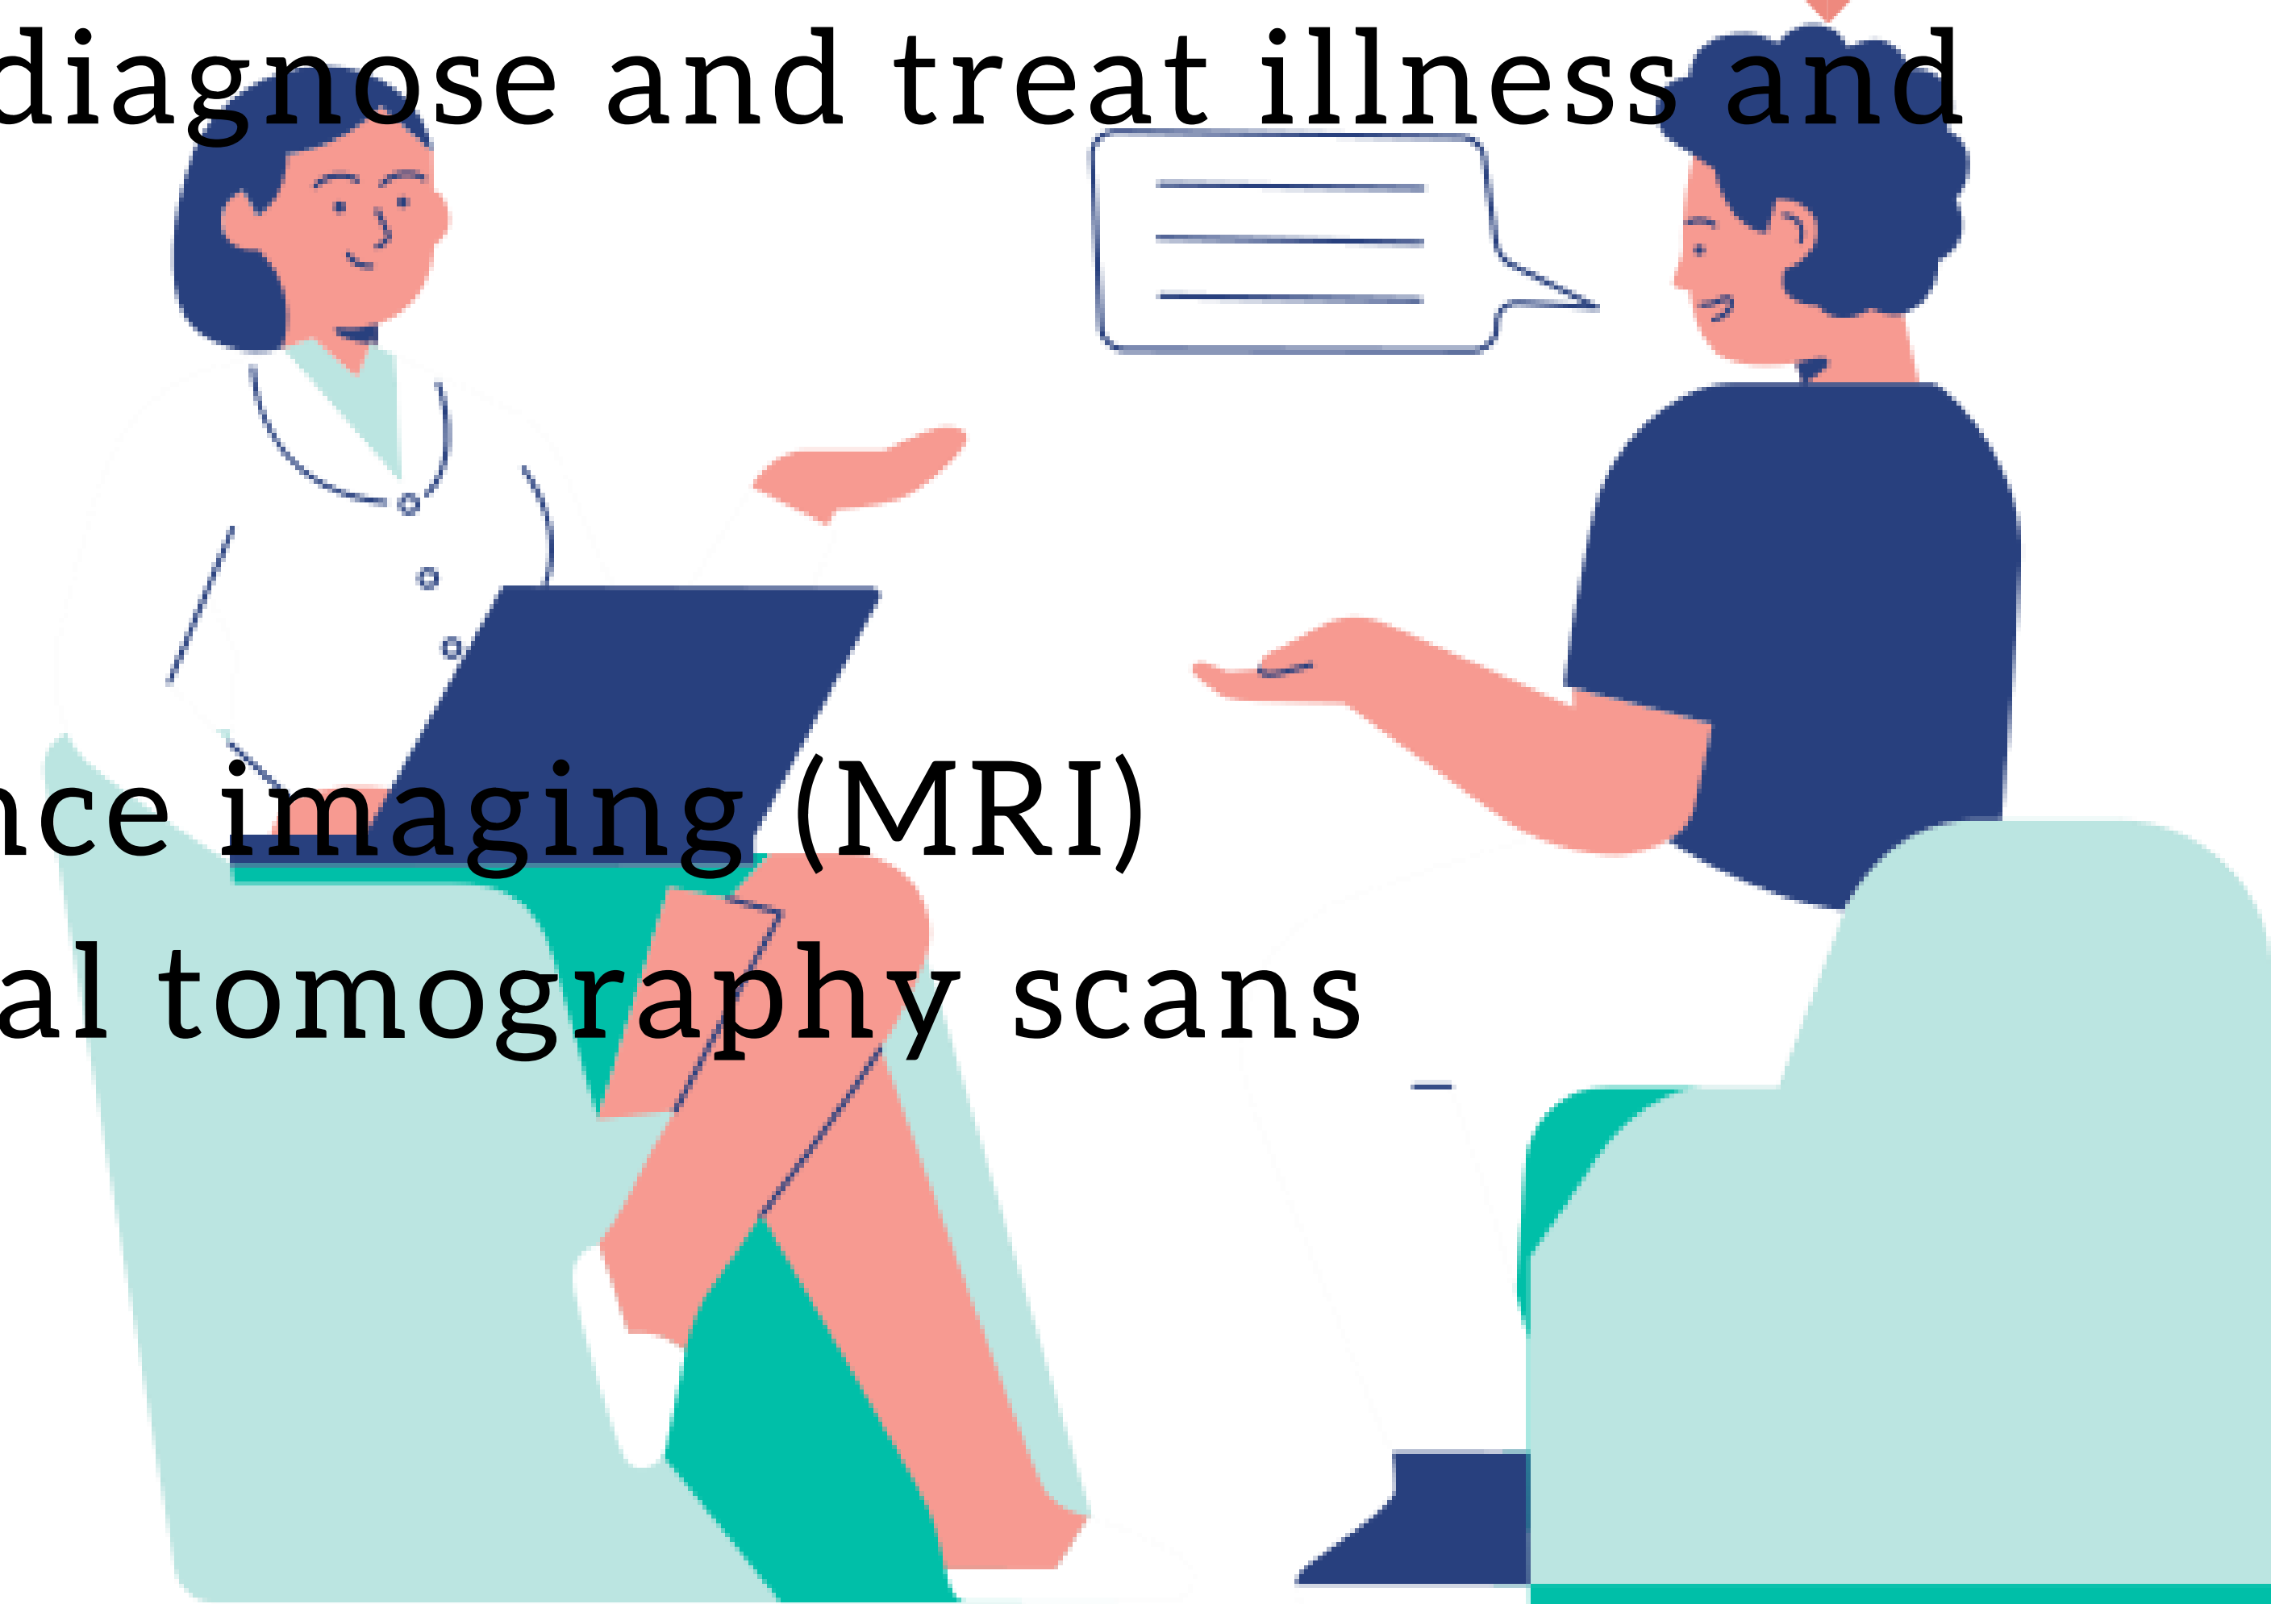 diagnose and treat illness and
nce imaging (MRI)
al tomography scans